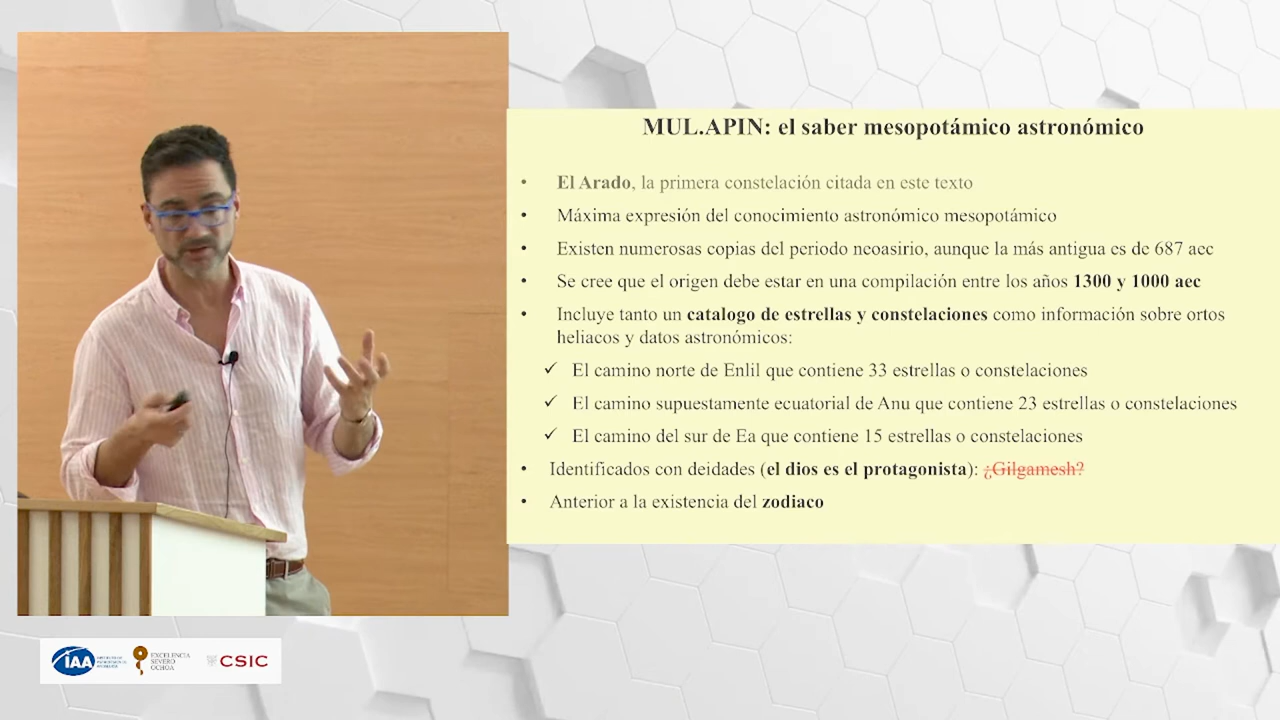 MUL.APIN: el saber mesopotámico astronómico
• El Arado, la primera constelación citada en este texto
• Máxima expresión del conocimiento astronómico mesopotámico
• Existen numerosas copias del periodo neoasirio, aunque la más antigua es de 687 aec
• Se cree que el origen debe estar en una compilación entre los años 1300 y 1000 aec
• Incluye tanto un catalogo de estrellas y constelaciones como información sobre ortos
heliacos y datos astronómicos:
✓ El camino norte de Enlil que contiene 33 estrellas o constelaciones
✓ El camino supuestamente ecuatorial de Anu que contiene 23 estrellas o constelaciones
✓ El camino del sur de Ea que contiene 15 estrellas o constelaciones
• Identificados con deidades (el dios es el protagonista): ¿Gilgamesh?
• Anterior a la existencia del zodiaco
IAA
EXCELENCIA
SEVERO
OCHOA
CSIC